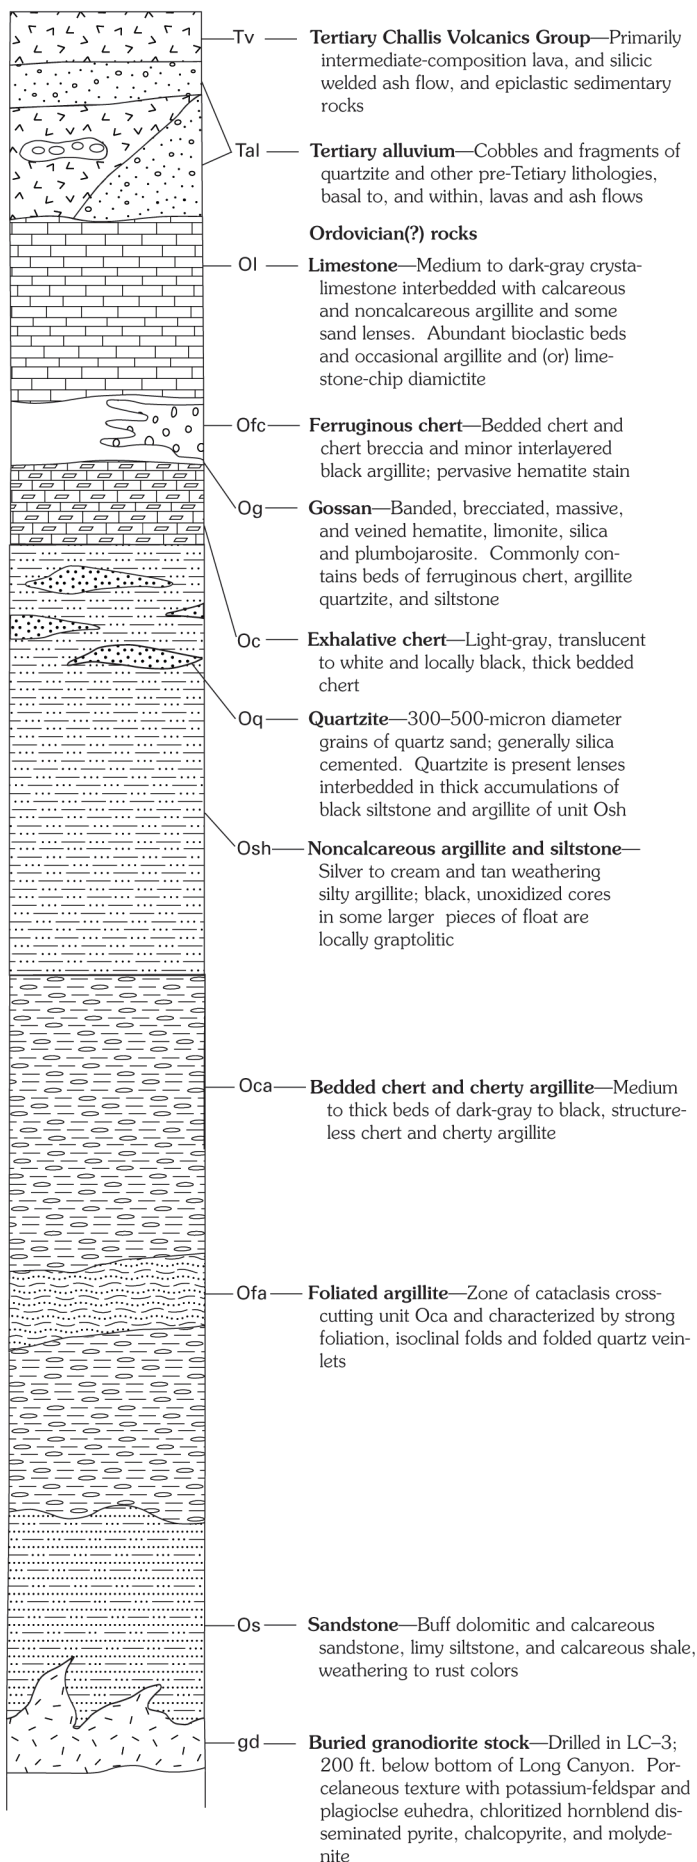 Tv Tertiary Challis Volcanics Group—Primarily
intermediate-composition lava, and silicic
welded ash flow, and epiclastic sedimentary
rocks
Tal Tertiary alluvium—Cobbles and fragments of
quartzite and other pre-Tetiary lithologies,
basal to, and within, lavas and ash flows
Ordovician(?) rocks
Ol Limestone—Medium to dark-gray crysta-
limestone interbedded with calcareous
and noncalcareous argillite and some
sand lenses. Abundant bioclastic beds
and occasional argillite and (or) lime-
stone-chip diamictite
Ofc Ferruginous chert—Bedded chert and
chert breccia and minor interlayered
black argillite; pervasive hematite stain
Og Gossan—Banded, brecciated, massive,
and veined hematite, limonite, silica
and plumbojarosite. Commonly con-
tains beds of ferruginous chert, argillite
quartzite, and siltstone
Oc Exhalative chert—Light-gray, translucent
to white and locally black, thick bedded
chert
Oq Quartzite—300–500-micron diameter
grains of quartz sand; generally silica
cemented. Quartzite is present lenses
interbedded in thick accumulations of
black siltstone and argillite of unit Osh
Osh Noncalcareous argillite and siltstone—
Silver to cream and tan weathering
silty argillite; black, unoxidized cores
in some larger pieces of float are
locally graptolitic
Oca Bedded chert and cherty argillite—Medium
to thick beds of dark-gray to black, structure-
less chert and cherty argillite
Ofa Foliated argillite—Zone of cataclasis cross-
cutting unit Oca and characterized by strong
foliation, isoclinal folds and folded quartz vein-
lets
Os Sandstone—Buff dolomitic and calcareous
sandstone, limy siltstone, and calcareous shale,
weathering to rust colors
gd Buried granodiorite stock—Drilled in LC–3;
200 ft. below bottom of Long Canyon. Por-
celaneous texture with potassium-feldspar and
plagioclse euhedra, chloritized hornblend dis-
seminated pyrite, chalcopyrite, and molyde-
nite